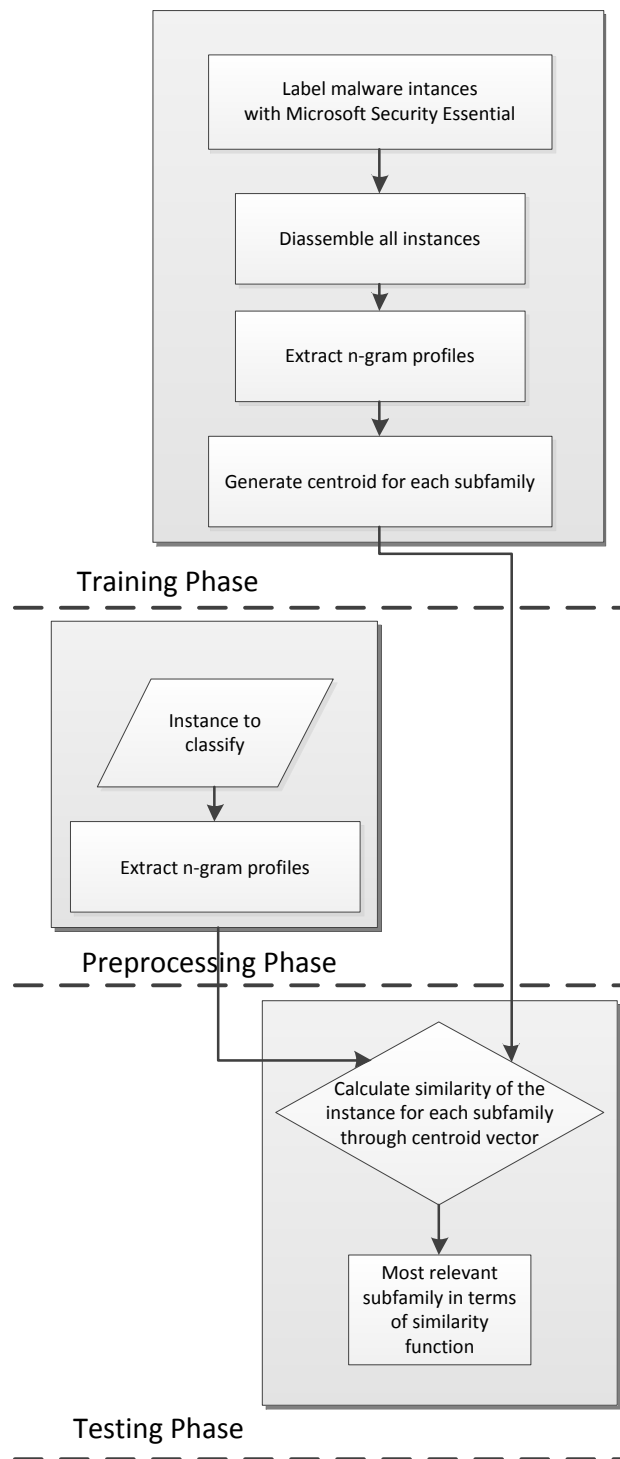 Label malware intances
with Microsoft Security Essential
Diassemble all instances
Extract n-gram profiles
Generate centroid for each subfamily
Training Phase
Instance to
classify
Extract n-gram profiles
Preprocessing Phase
Calculate similarity of the
instance for each subfamily
through centroid vector
Most relevant
subfamily in terms
of similarity
function
Testing Phase